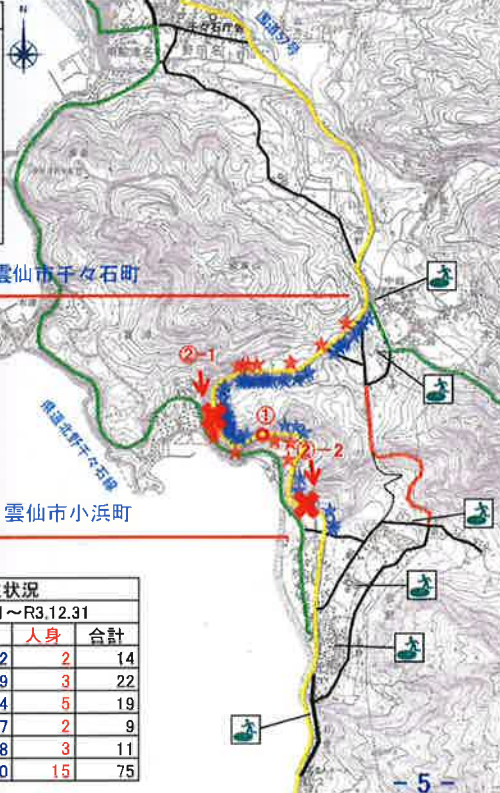 N
国道57号
雲仙市千々石町
②-1
①
②-2
県道北野千々石線
雲仙市小浜町
状況
～R3.12.31
人身 合計
2 2 14
9 3 22
4 5 19
7 2 9
8 3 11
0 15 75
- 5 -